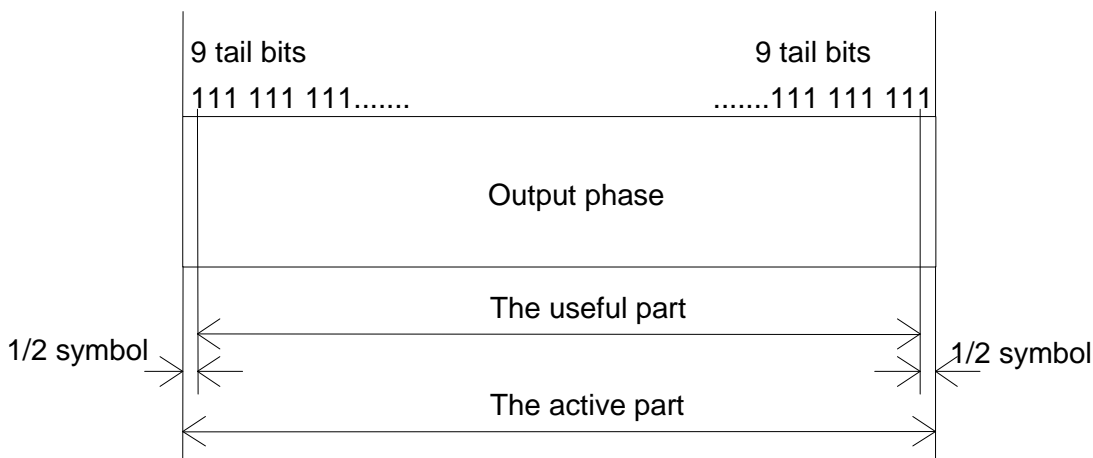 9 tail bits 9 tail bits
111 111 111....... .......111 111 111
Output phase
The useful part
1/2 symbol 1/2 symbol
The active part